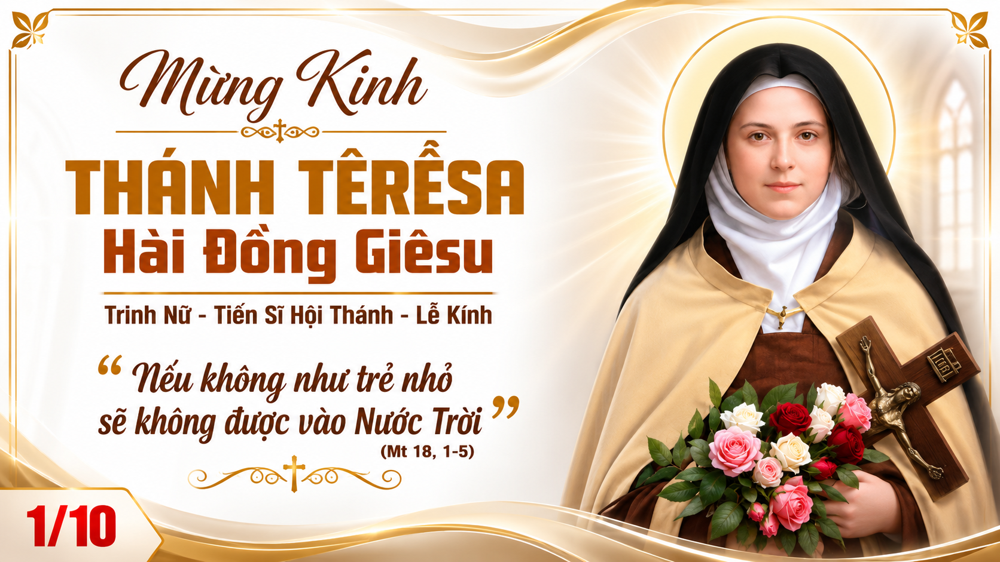 Mừng Kinh
THÁNH TÊRỄSA
Hài Đồng Giêsu
Trinh Nữ - Tiến Sĩ Hội Thánh - Lễ Kính
“ Nếu không như trẻ nhỏ
sẽ không được vào Nước Trời ”
(Mt 18, 1-5)
1/10